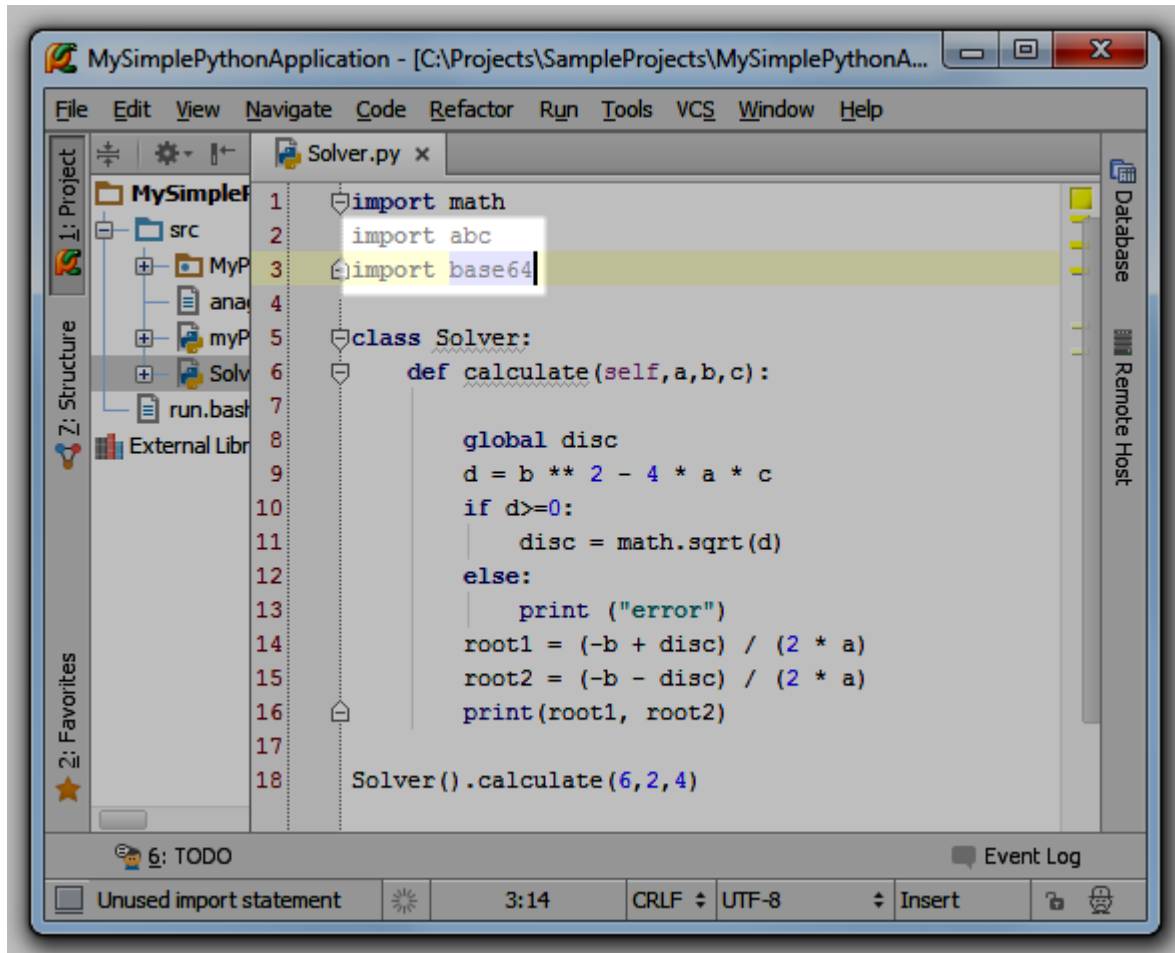 MySimplePythonApplication - [C:\Projects\SampleProjects\MySimplePythonA...
File Edit View Navigate Code Refactor Run Tools VCS Window Help
1: Project
7: Structure
2: Favorites
MySimpleP
src
MyP
ana
myP
Solv
run.bash
External Libr
Solver.py ×
1 import math
2 import abc
3 import base64
4
5 class Solver:
6 def calculate(self,a,b,c):
7
8 global disc
9 d = b ** 2 - 4 * a * c
10 if d>=0:
11 disc = math.sqrt(d)
12 else:
13 print ("error")
14 root1 = (-b + disc) / (2 * a)
15 root2 = (-b - disc) / (2 * a)
16 print(root1, root2)
17
18 Solver().calculate(6,2,4)
Database
Remote Host
6: TODO Event Log
Unused import statement 3:14 CRLF UTF-8 Insert